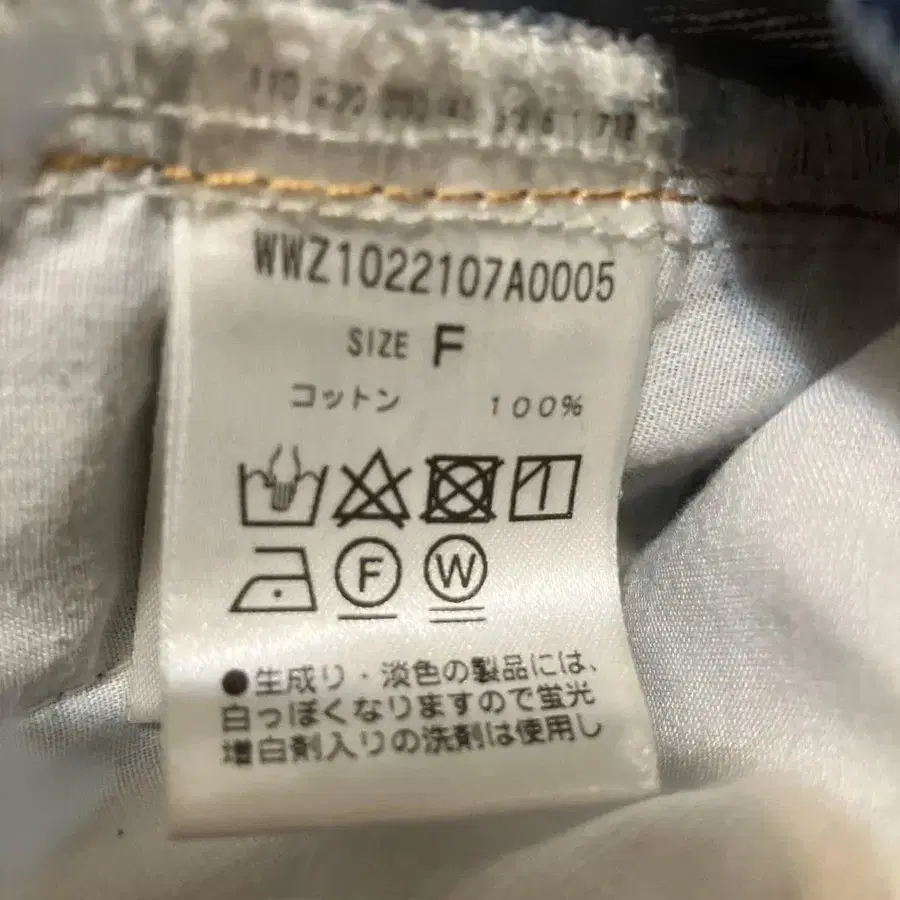 WWZ1022107A0005
SIZE F
コットン 100%
F W
●生成り・淡色の製品には、
白っぽくなりますので蛍光
増白剤入りの洗剤は使用し